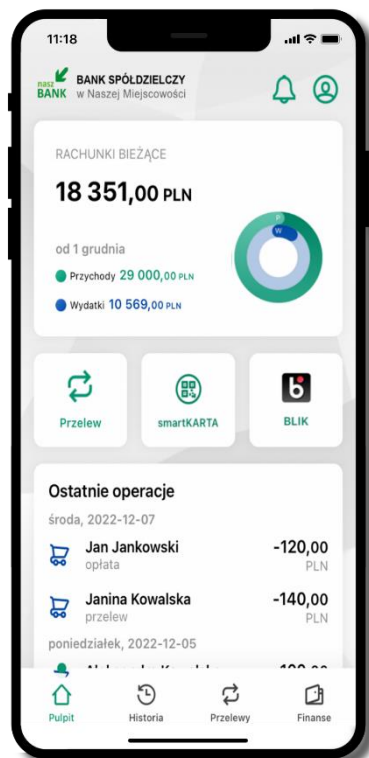 11:18
nasz BANK
BANK SPÓŁDZIELCZY
w Naszej Miejscowości
RACHUNKI BIEŻĄCE
18 351,00 PLN
od 1 grudnia
Przychody 29 000,00 PLN
Wydatki 10 569,00 PLN
P
W
Przelew
smartKARTA
BLIK
Ostatnie operacje
środa, 2022-12-07
Jan Jankowski -120,00
opłata PLN
Janina Kowalska -140,00
przelew PLN
poniedziałek, 2022-12-05
Pulpit Historia Przelewy Finanse